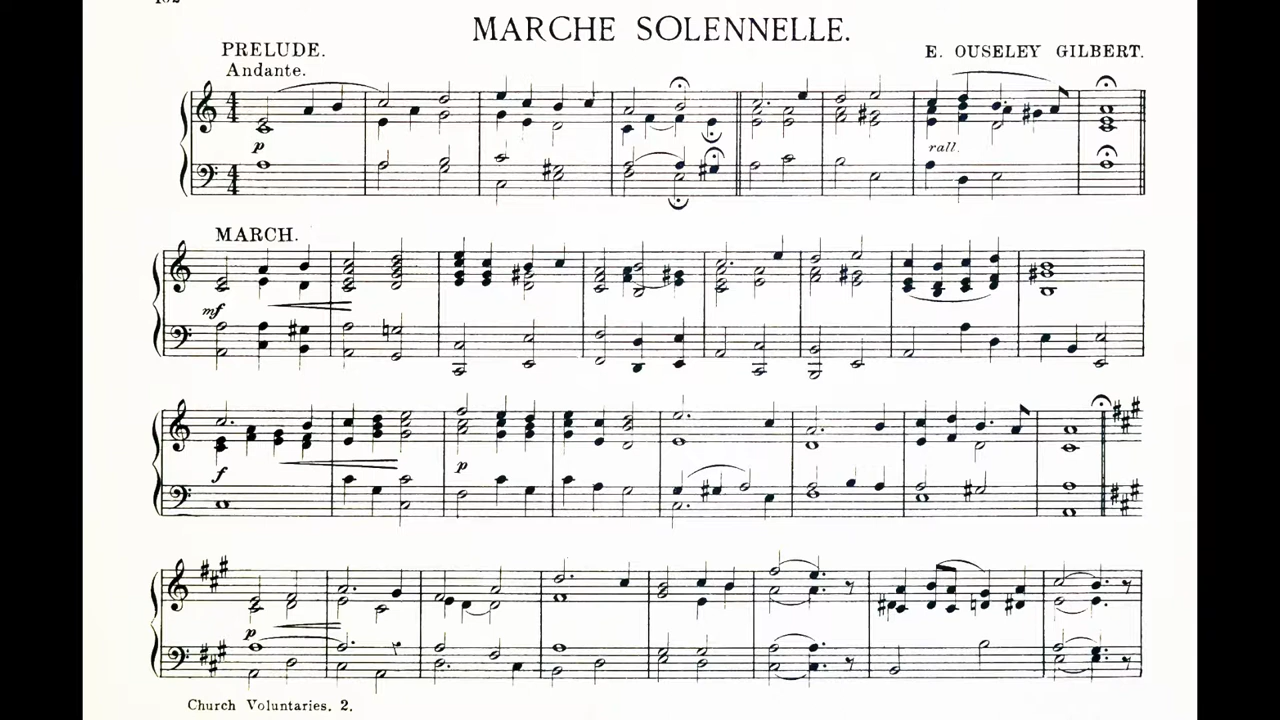 MARCHE SOLENNELLE.
E. OUSELEY GILBERT.
PRELUDE.
Andante.
p
rall.
MARCH.
mf
f
p
p
Church Voluntaries. 2.